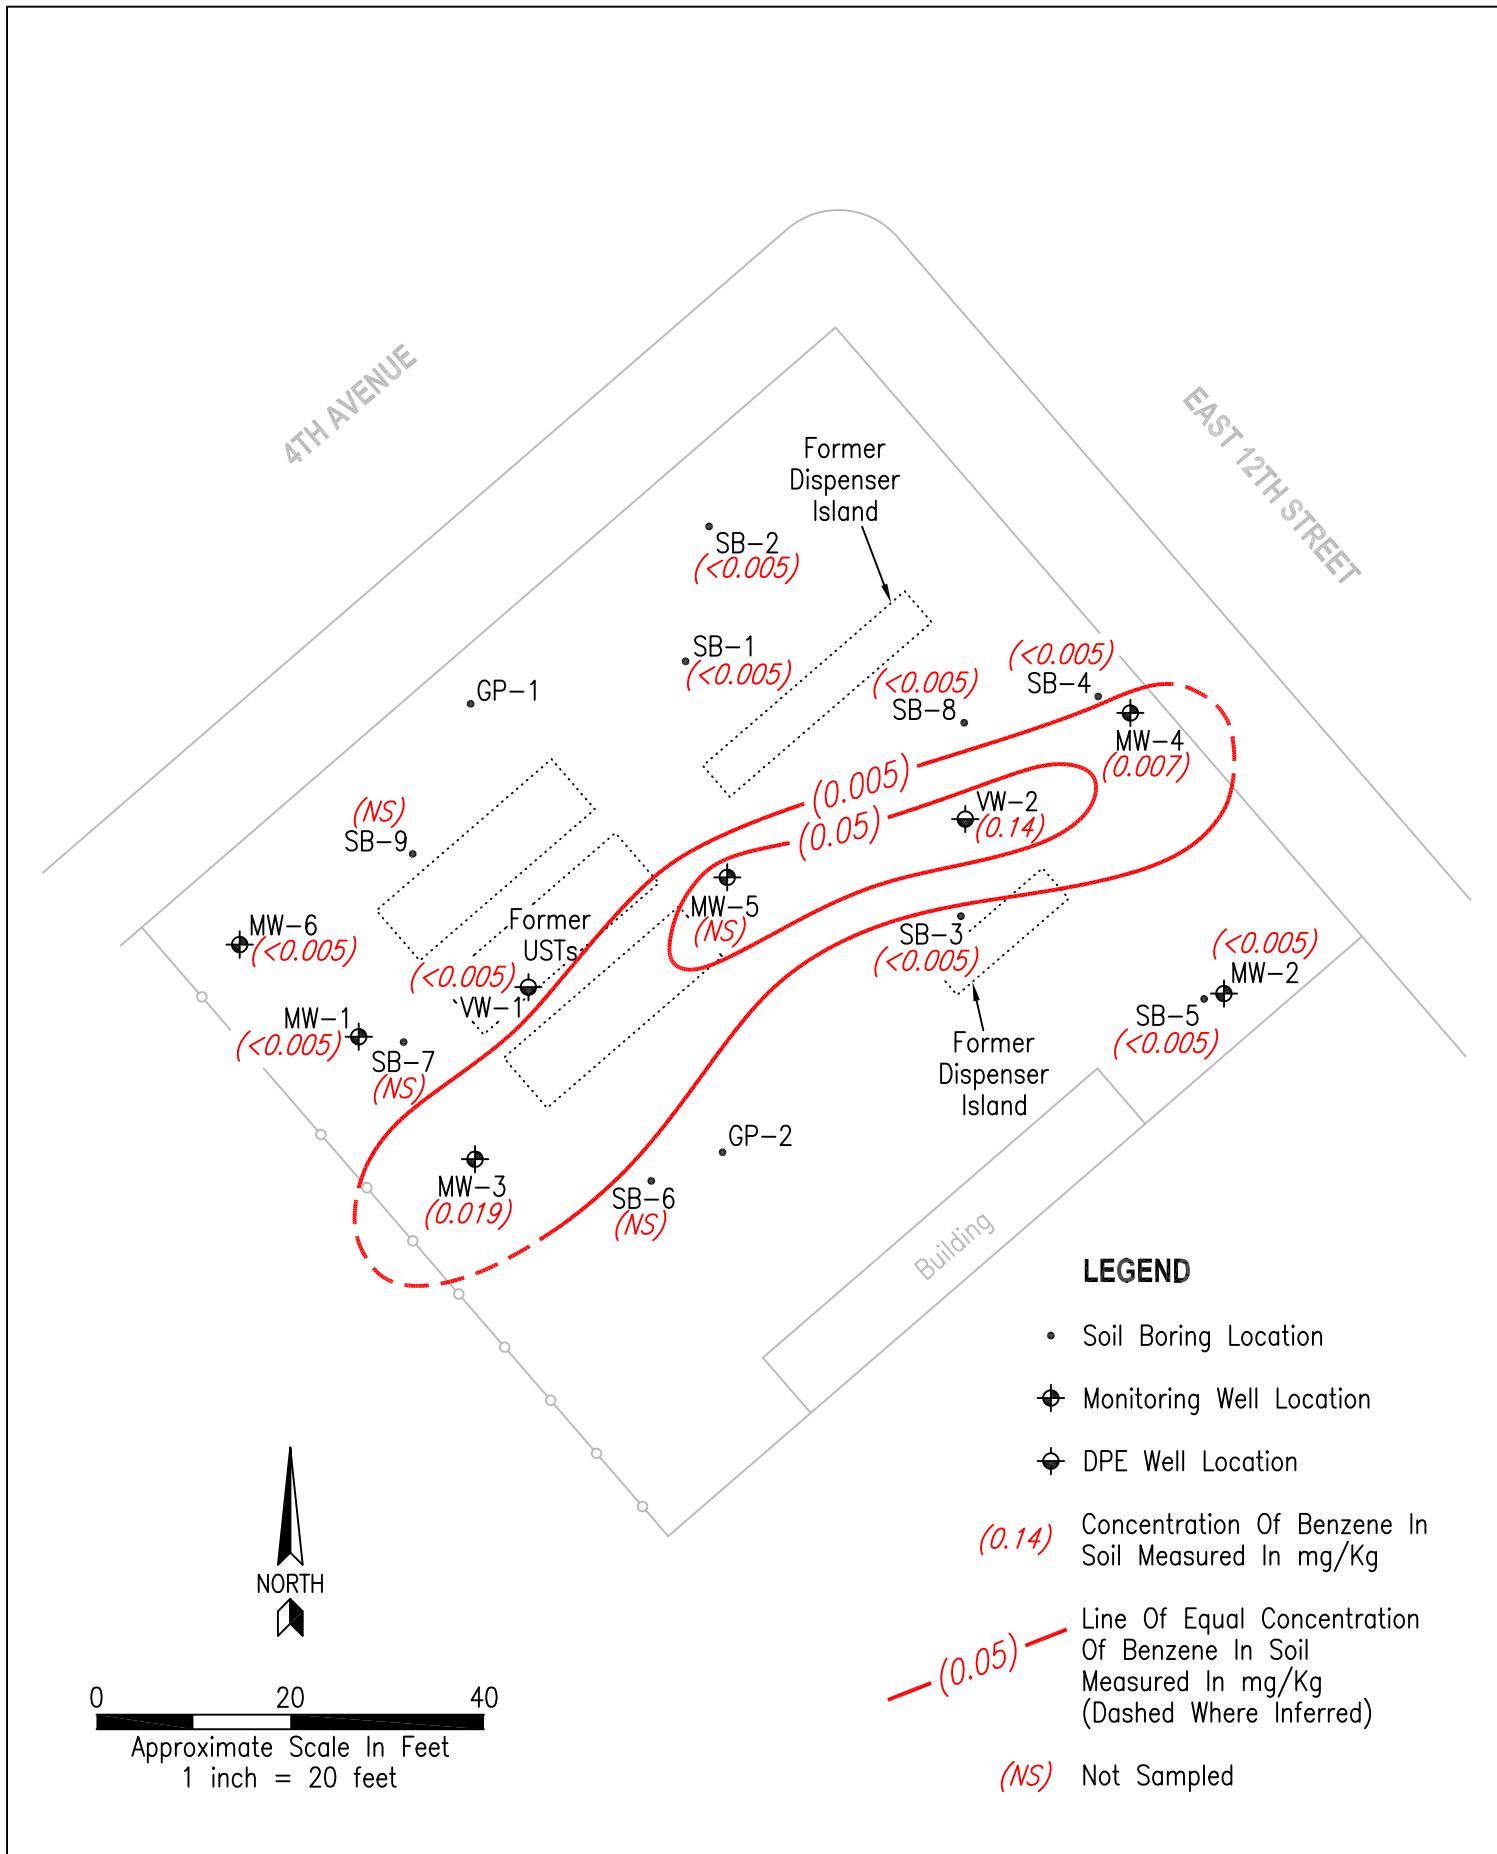 4TH AVENUE
EAST 12TH STREET
Former
Dispenser
Island
SB-2
(<0.005)
SB-1
(<0.005)
GP-1
(<0.005)
SB-8
(<0.005)
SB-4
MW-4
(0.007)
(0.005)
(0.05)
VW-2
(0.14)
(NS)
SB-9
MW-5
(NS)
Former
USTs
MW-6
(<0.005)
(<0.005)
VW-1
SB-3
(<0.005)
(<0.005)
MW-2
SB-5
(<0.005)
MW-1
(<0.005)
SB-7
(NS)
Former
Dispenser
Island
GP-2
MW-3
(0.019)
SB-6
(NS)
Building
LEGEND
Soil Boring Location
Monitoring Well Location
DPE Well Location
(0.14)
Concentration Of Benzene In
Soil Measured In mg/Kg
(0.05)
Line Of Equal Concentration
Of Benzene In Soil
Measured In mg/Kg
(Dashed Where Inferred)
(NS) Not Sampled
NORTH
0 20 40
Approximate Scale In Feet
1 inch = 20 feet